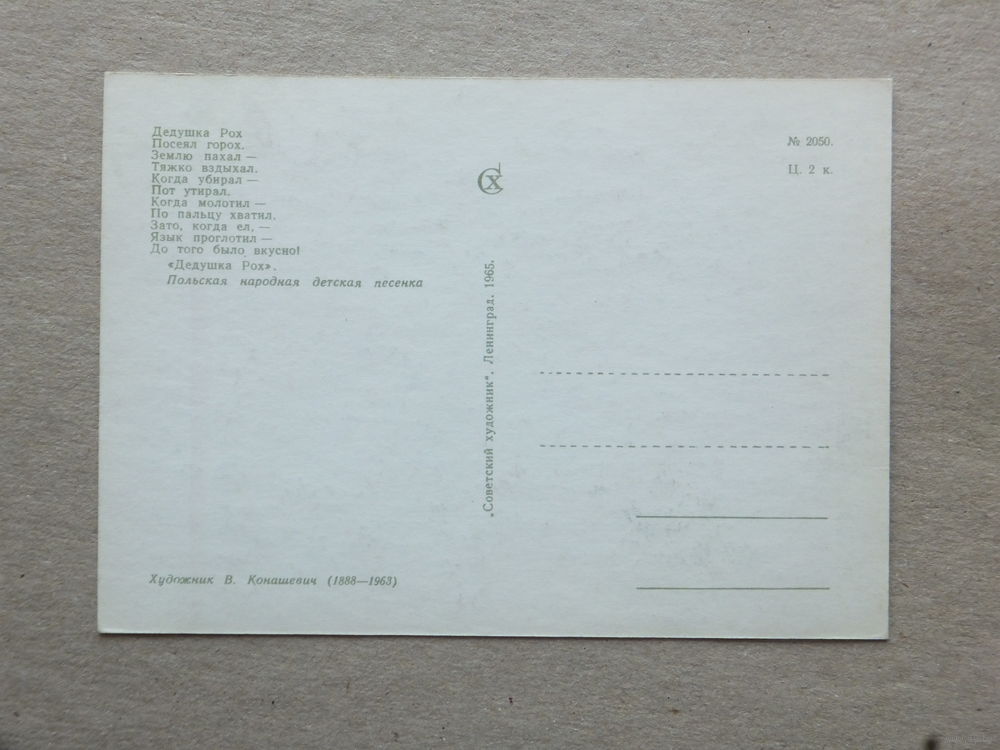 Дедушка Рох
Посеял горох.
Землю пахал —
Тяжко вздыхал.
Когда убирал —
Пот утирал.
Когда молотил —
По пальцу хватил.
Зато, когда ел, —
Язык проглотил —
До того было вкусно!
«Дедушка Рох».
Польская народная детская песенка
Художник В. Конашевич (1888—1963)
СХ
„Советский художник“. Ленинград. 1965.
№ 2050.
Ц. 2 к.